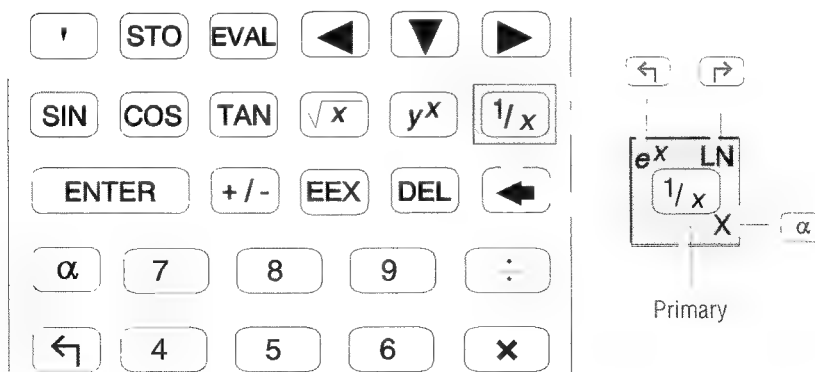 ' STO EVAL ◀ ▼ ▶
SIN COS TAN √x yˣ 1/x
ENTER +/- EEX DEL ⬅
α 7 8 9 ÷
↰ 4 5 6 ×
↰ ↱
eˣ LN
1/x
X α
Primary